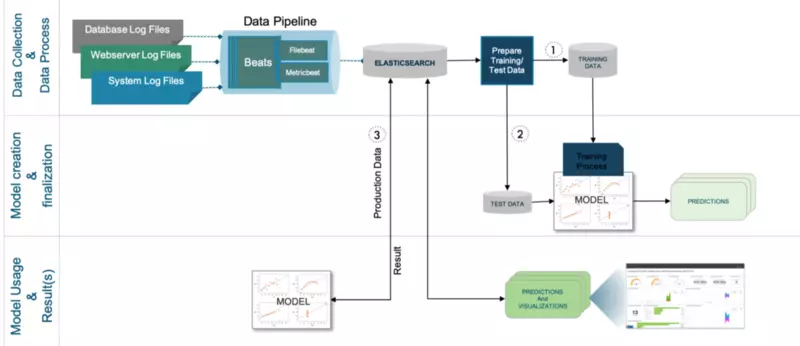 Data Collection
&
Data Process
Data Pipeline
Database Log Files
Webserver Log Files
System Log Files
Beats
Filebeat
Metricbeat
ELASTICSEARCH
Prepare
Training/
Test Data
1
TRAINING
DATA
Model creation
&
finalization
3
Production Data
2
Training
Process
TEST DATA
MODEL
PREDICTIONS
Model Usage
&
Result(s)
MODEL
Result
PREDICTIONS
And
VISUALIZATIONS
13